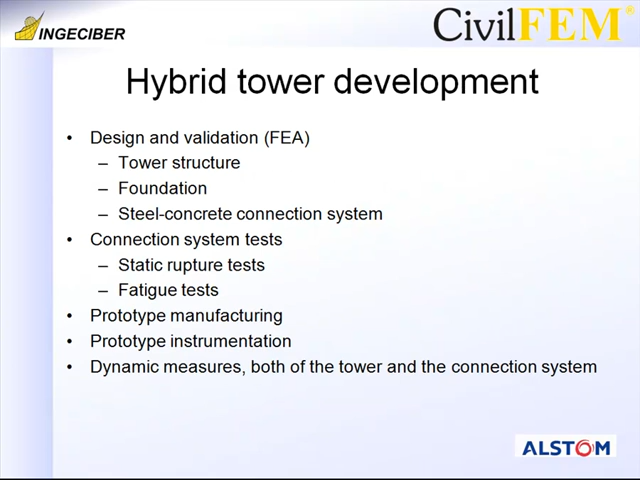 INGECIBER
CivilFEM®
Hybrid tower development
• Design and validation (FEA)
– Tower structure
– Foundation
– Steel-concrete connection system
• Connection system tests
– Static rupture tests
– Fatigue tests
• Prototype manufacturing
• Prototype instrumentation
• Dynamic measures, both of the tower and the connection system
ALSTOM